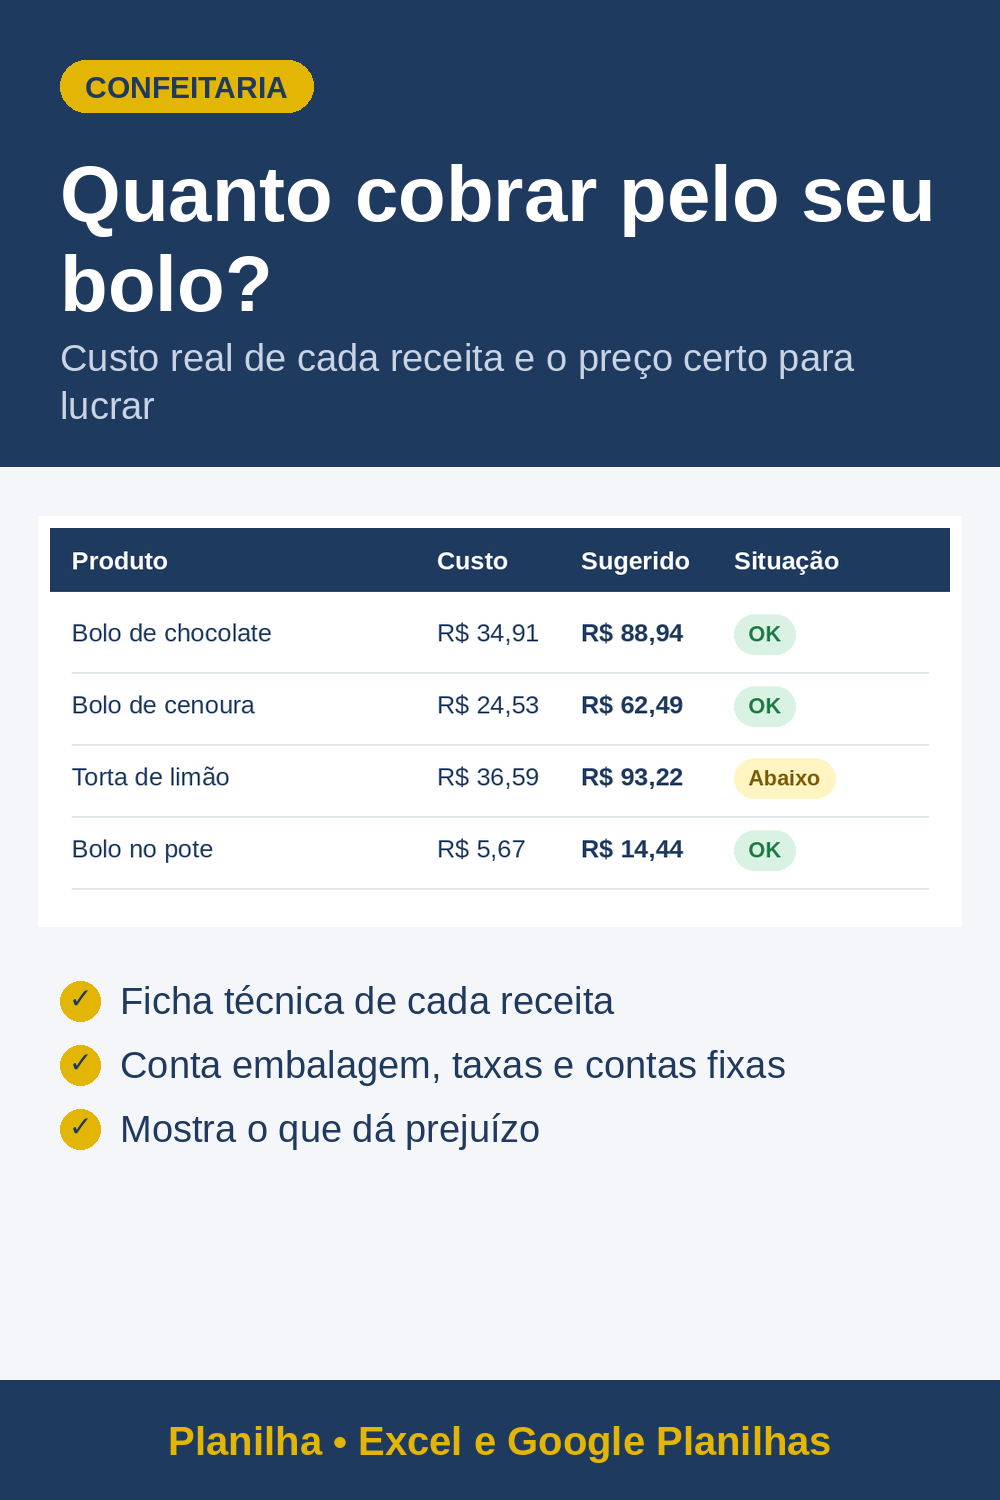 CONFEITARIA
Quanto cobrar pelo seu
bolo?
Custo real de cada receita e o preço certo para
lucrar
Produto Custo Sugerido Situação
Bolo de chocolate R$ 34,91 R$ 88,94 OK
Bolo de cenoura R$ 24,53 R$ 62,49 OK
Torta de limão R$ 36,59 R$ 93,22 Abaixo
Bolo no pote R$ 5,67 R$ 14,44 OK
✓ Ficha técnica de cada receita
✓ Conta embalagem, taxas e contas fixas
✓ Mostra o que dá prejuízo
Planilha • Excel e Google Planilhas